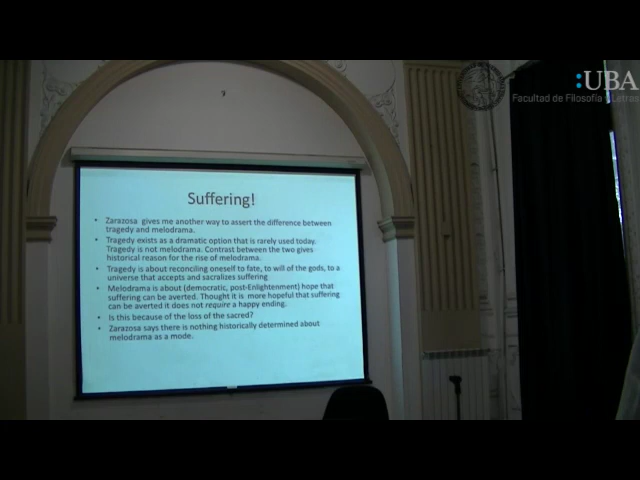 :UBA
Facultad de Filosofía y Letras
Suffering!
• Zarazosa gives me another way to assert the difference between
tragedy and melodrama.
• Tragedy exists as a dramatic option that is rarely used today.
Tragedy is not melodrama. Contrast between the two gives
historical reason for the rise of melodrama.
• Tragedy is about reconciling oneself to fate, to will of the gods, to a
universe that accepts and sacralizes suffering
• Melodrama is about (democratic, post-Enlightenment) hope that
suffering can be averted. Thought it is more hopeful that suffering
can be averted it does not require a happy ending.
• Is this because of the loss of the sacred?
• Zarazosa says there is nothing historically determined about
melodrama as a mode.